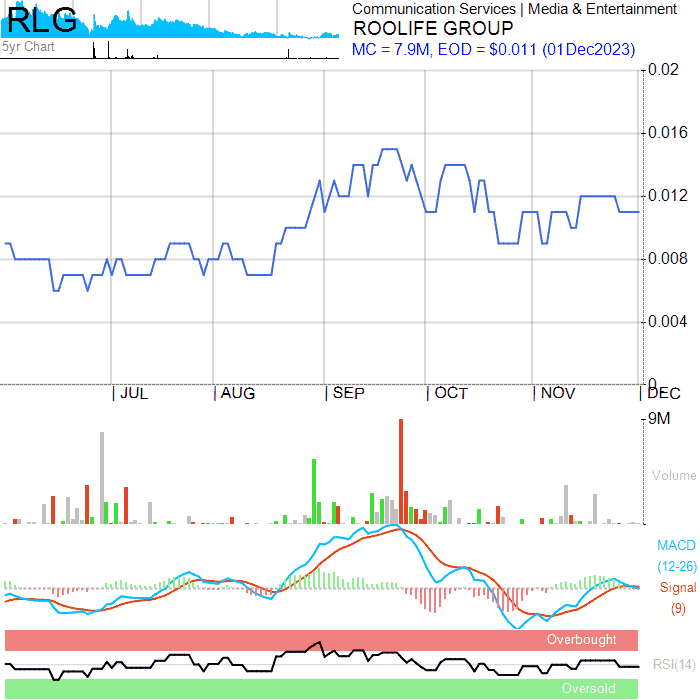 RLG
5yr Chart
Communication Services | Media & Entertainment
ROOLIFE GROUP
MC = 7.9M, EOD = $0.011 (01Dec2023)
0.02
0.016
0.012
0.008
0.004
0
JUL AUG SEP OCT NOV DEC
9M
Volume
MACD
(12-26)
Signal
(9)
Overbought
RSI(14)
Oversold